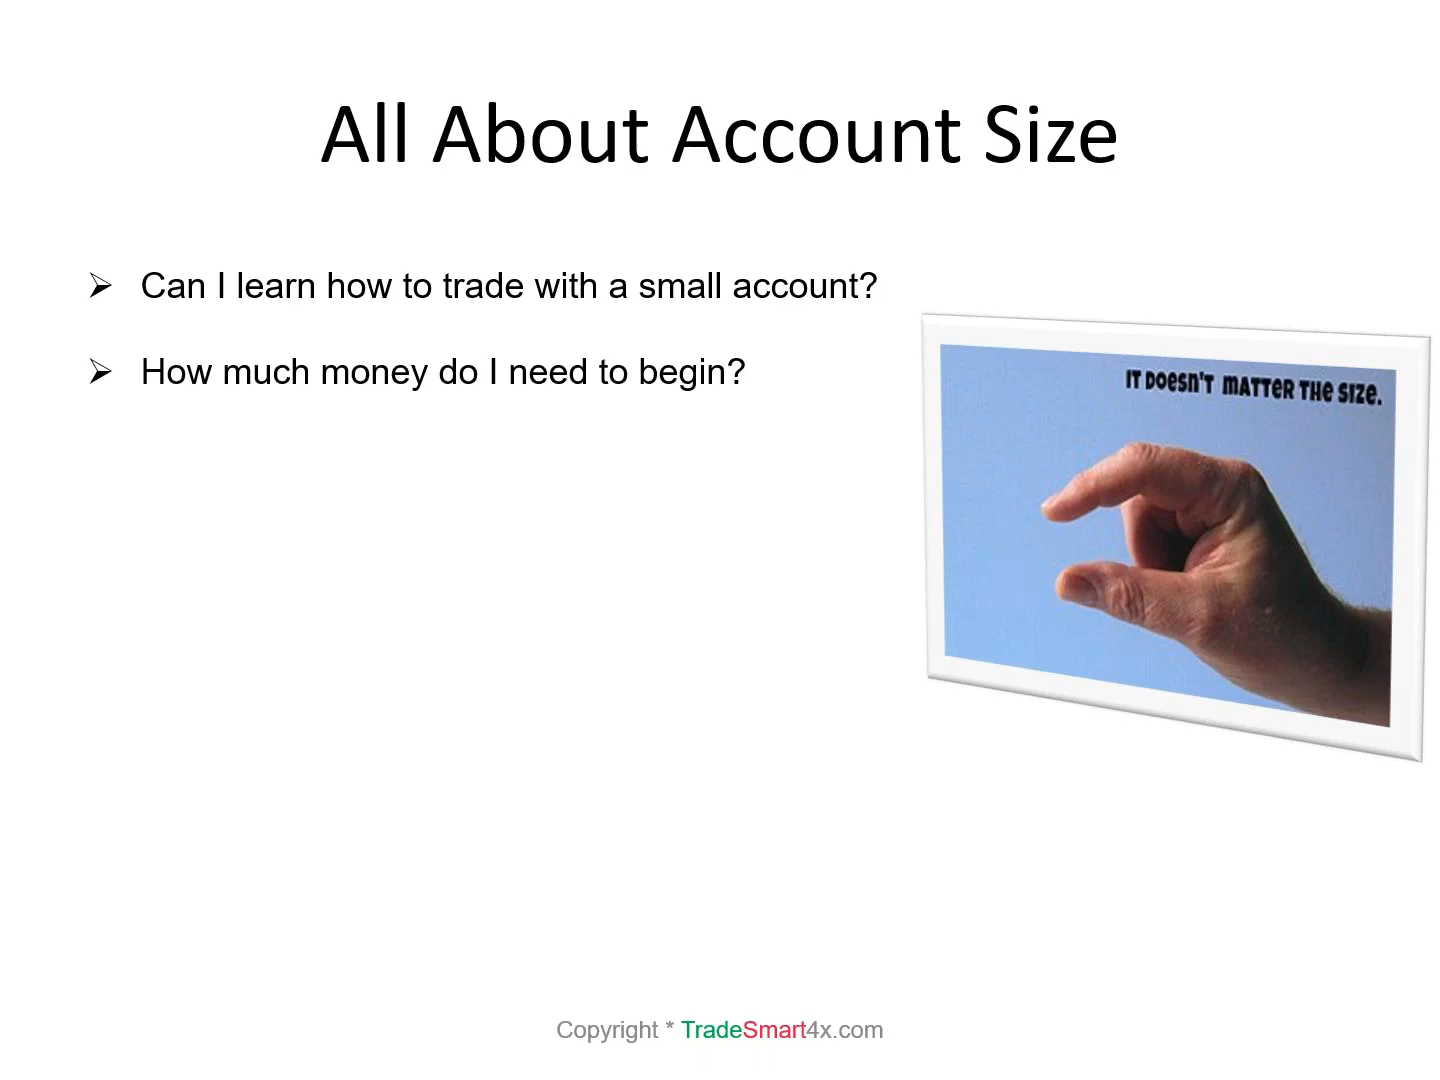 All About Account Size
Can I learn how to trade with a small account?
How much money do I need to begin?
IT DOESN'T MATTER THE SIZE.
Copyright * TradeSmart4x.com